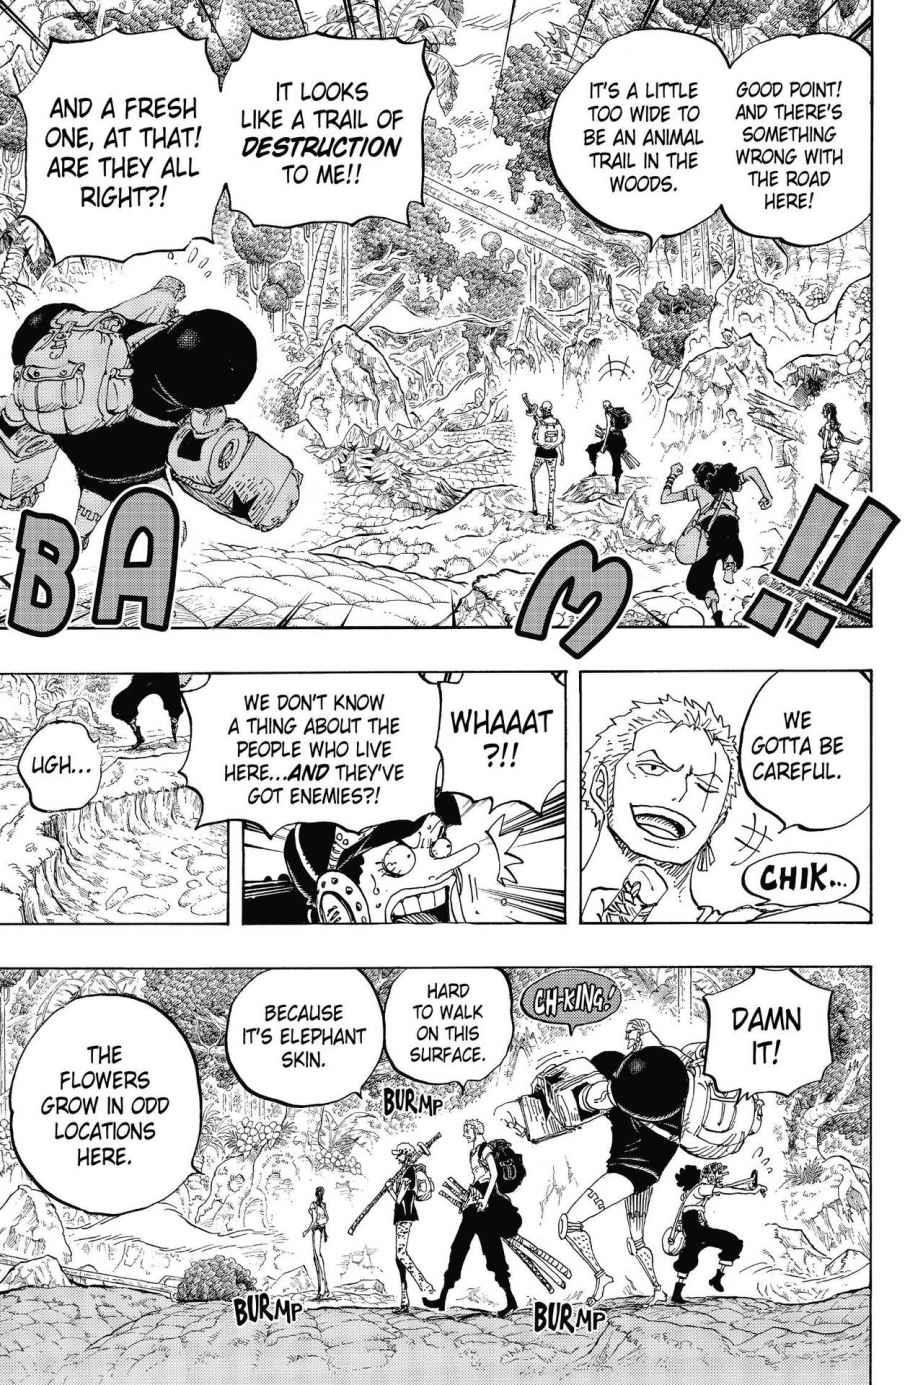 GOOD POINT!
AND THERE'S
SOMETHING
WRONG WITH
THE ROAD
HERE!
IT'S A LITTLE
TOO WIDE TO
BE AN ANIMAL
TRAIL IN THE
WOODS.
IT LOOKS
LIKE A TRAIL OF
DESTRUCTION
TO ME!!
AND A FRESH
ONE, AT THAT!
ARE THEY ALL
RIGHT?!
BAM!!
WE
GOTTA BE
CAREFUL.
CHIK...
WHAAAT
?!!
WE DON'T KNOW
A THING ABOUT THE
PEOPLE WHO LIVE
HERE...AND THEY'VE
GOT ENEMIES?!
UGH...
DAMN
IT!
CH-KING!
HARD
TO WALK
ON THIS
SURFACE.
BECAUSE
IT'S ELEPHANT
SKIN.
THE
FLOWERS
GROW IN ODD
LOCATIONS
HERE.
BURMP
BURMP
BURMP